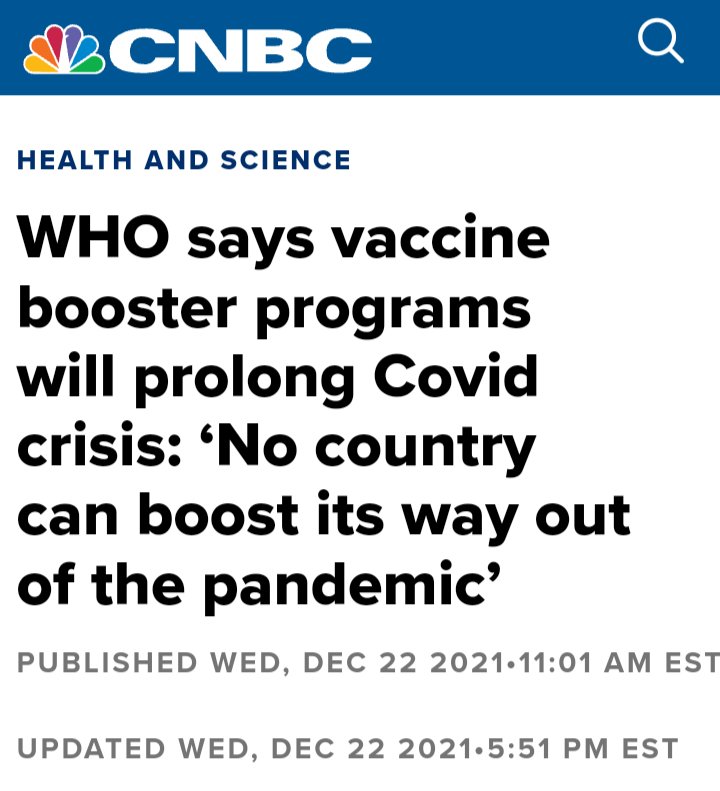 CNBC
HEALTH AND SCIENCE
WHO says vaccine
booster programs
will prolong Covid
crisis: ‘No country
can boost its way out
of the pandemic’
PUBLISHED WED, DEC 22 2021•11:01 AM EST
UPDATED WED, DEC 22 2021•5:51 PM EST